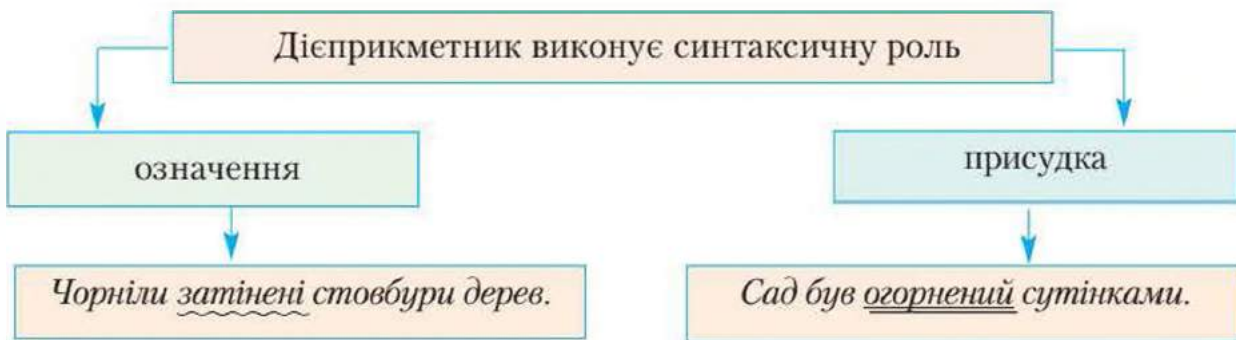 Дієприкметник виконує синтаксичну роль
означення
присудка
Чорніли затінені стовбури дерев.
Сад був огорнений сутінками.